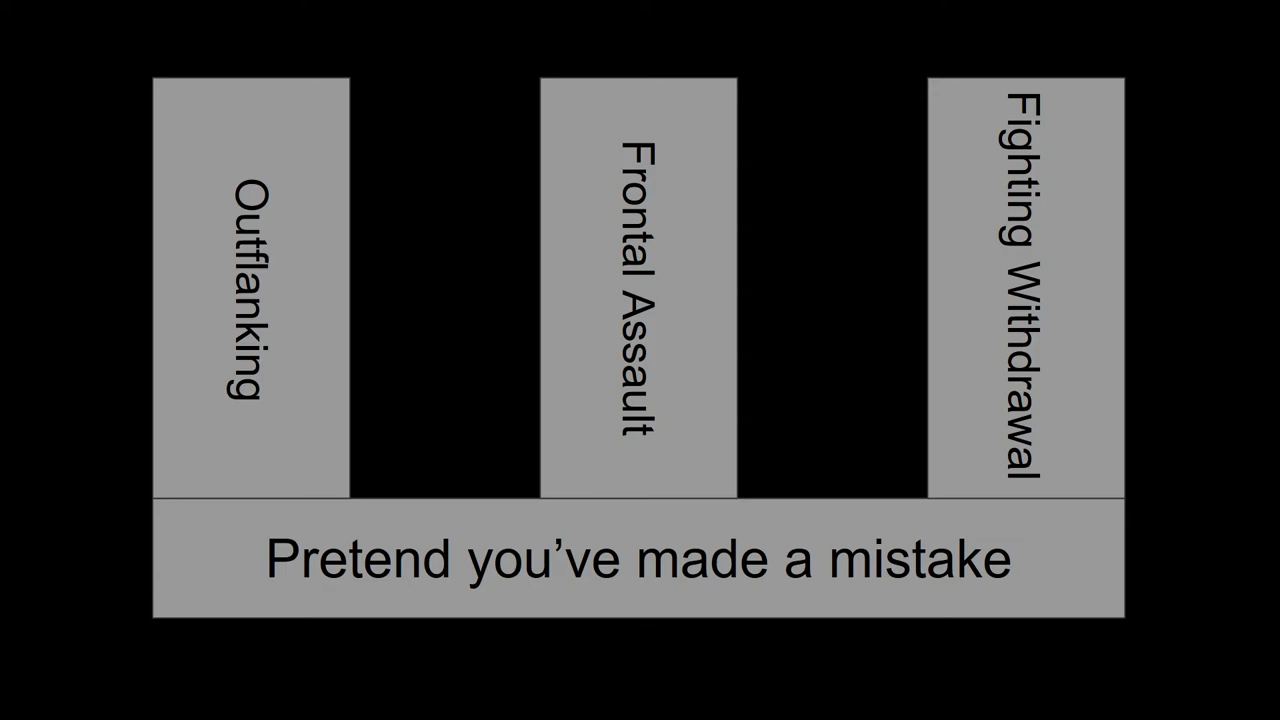 Outflanking
Frontal Assault
Fighting Withdrawal
Pretend you’ve made a mistake